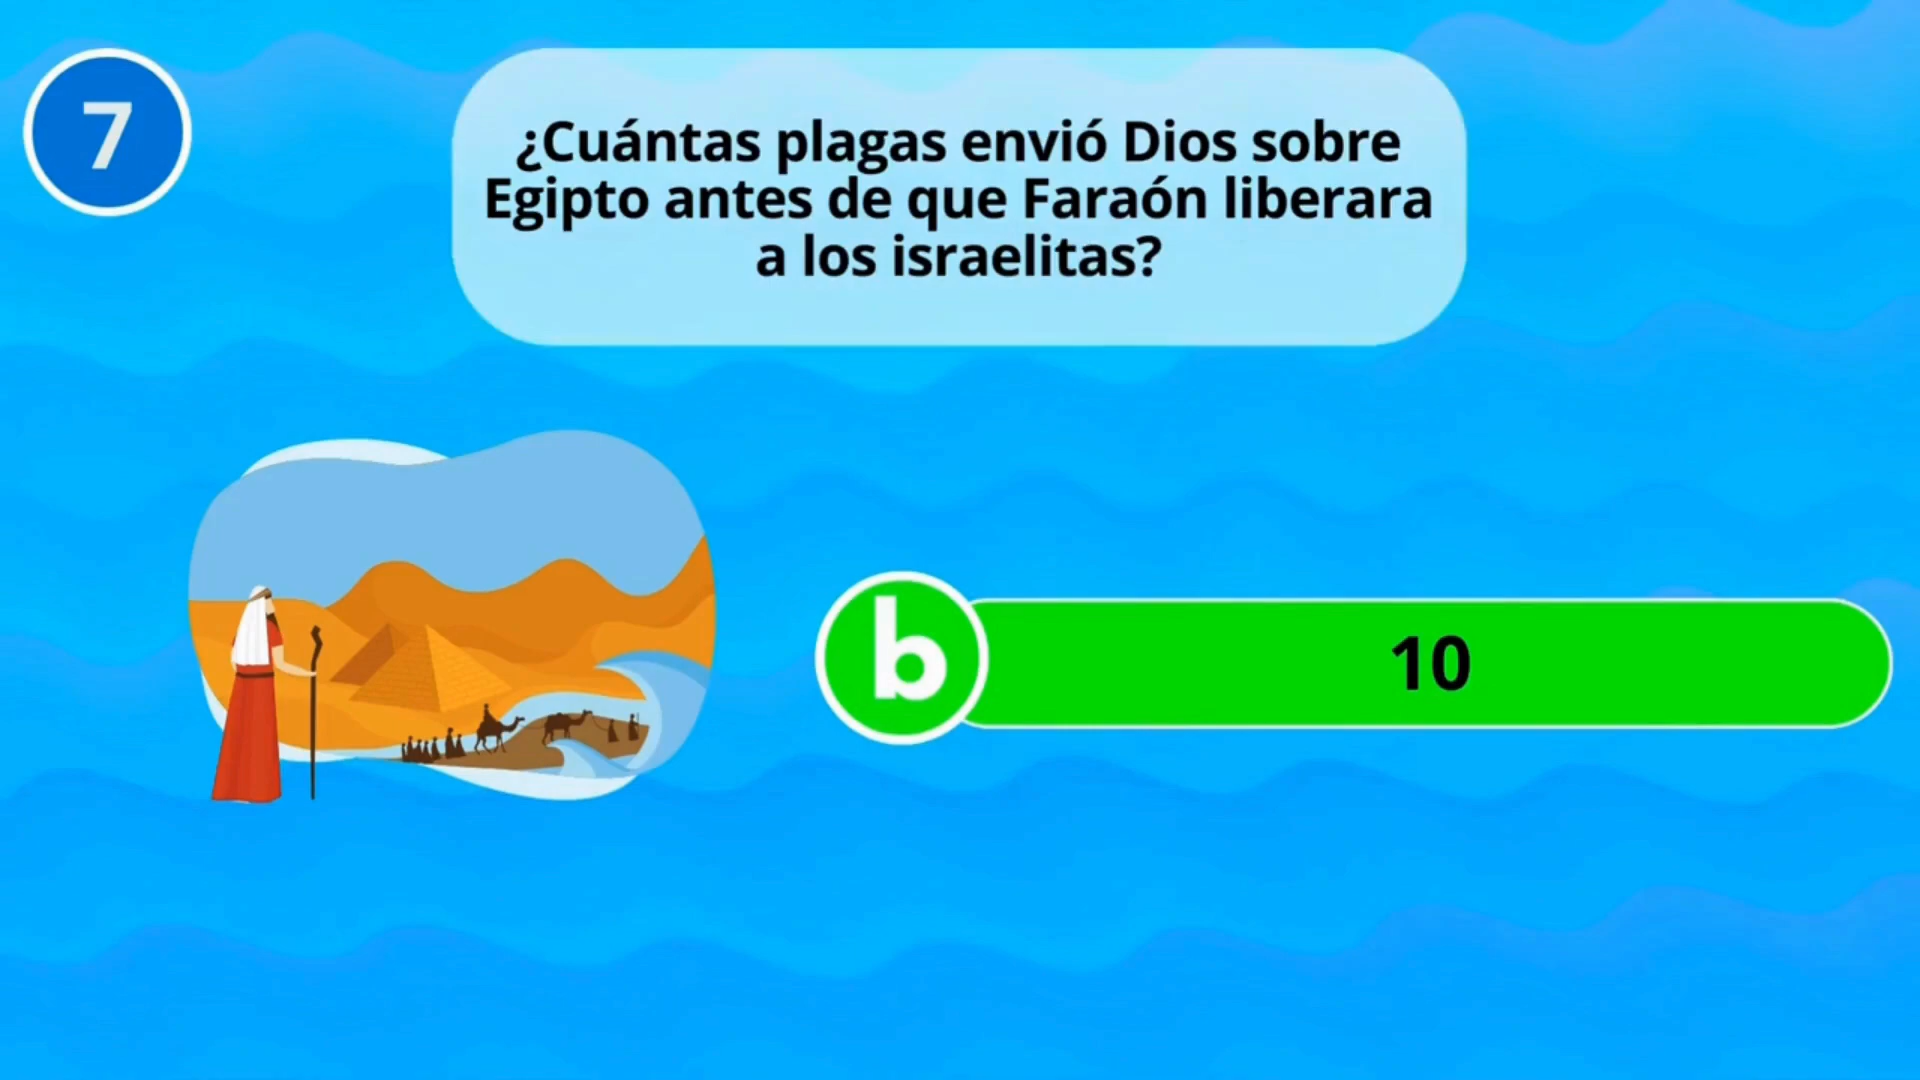 7
¿Cuántas plagas envió Dios sobre
Egipto antes de que Faraón liberara
a los israelitas?
b
10